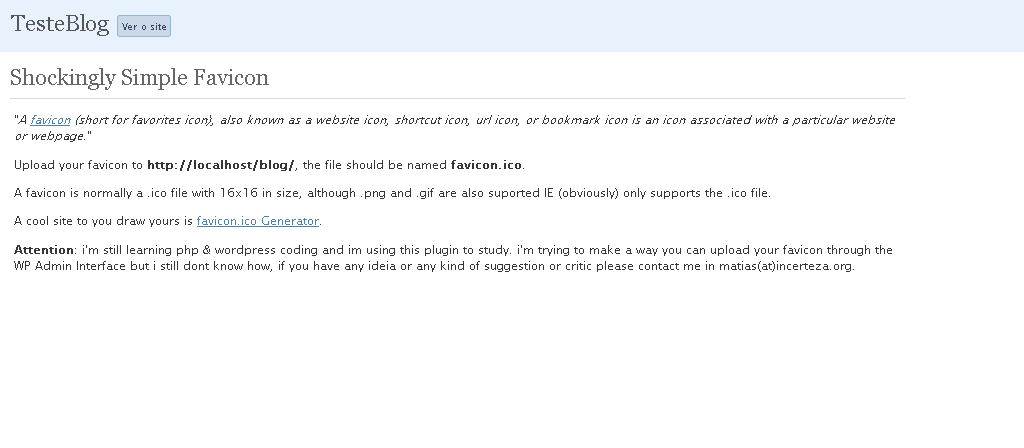 TesteBlog Ver o site
Shockingly Simple Favicon
"A favicon (short for favorites icon), also known as a website icon, shortcut icon, url icon, or bookmark icon is an icon associated with a particular website
or webpage."
Upload your favicon to http://localhost/blog/, the file should be named favicon.ico.
A favicon is normally a .ico file with 16x16 in size, although .png and .gif are also suported IE (obviously) only supports the .ico file.
A cool site to you draw yours is favicon.ico Generator.
Attention: i'm still learning php & wordpress coding and im using this plugin to study. i'm trying to make a way you can upload your favicon through the
WP Admin Interface but i still dont know how, if you have any ideia or any kind of suggestion or critic please contact me in matias(at)incerteza.org.